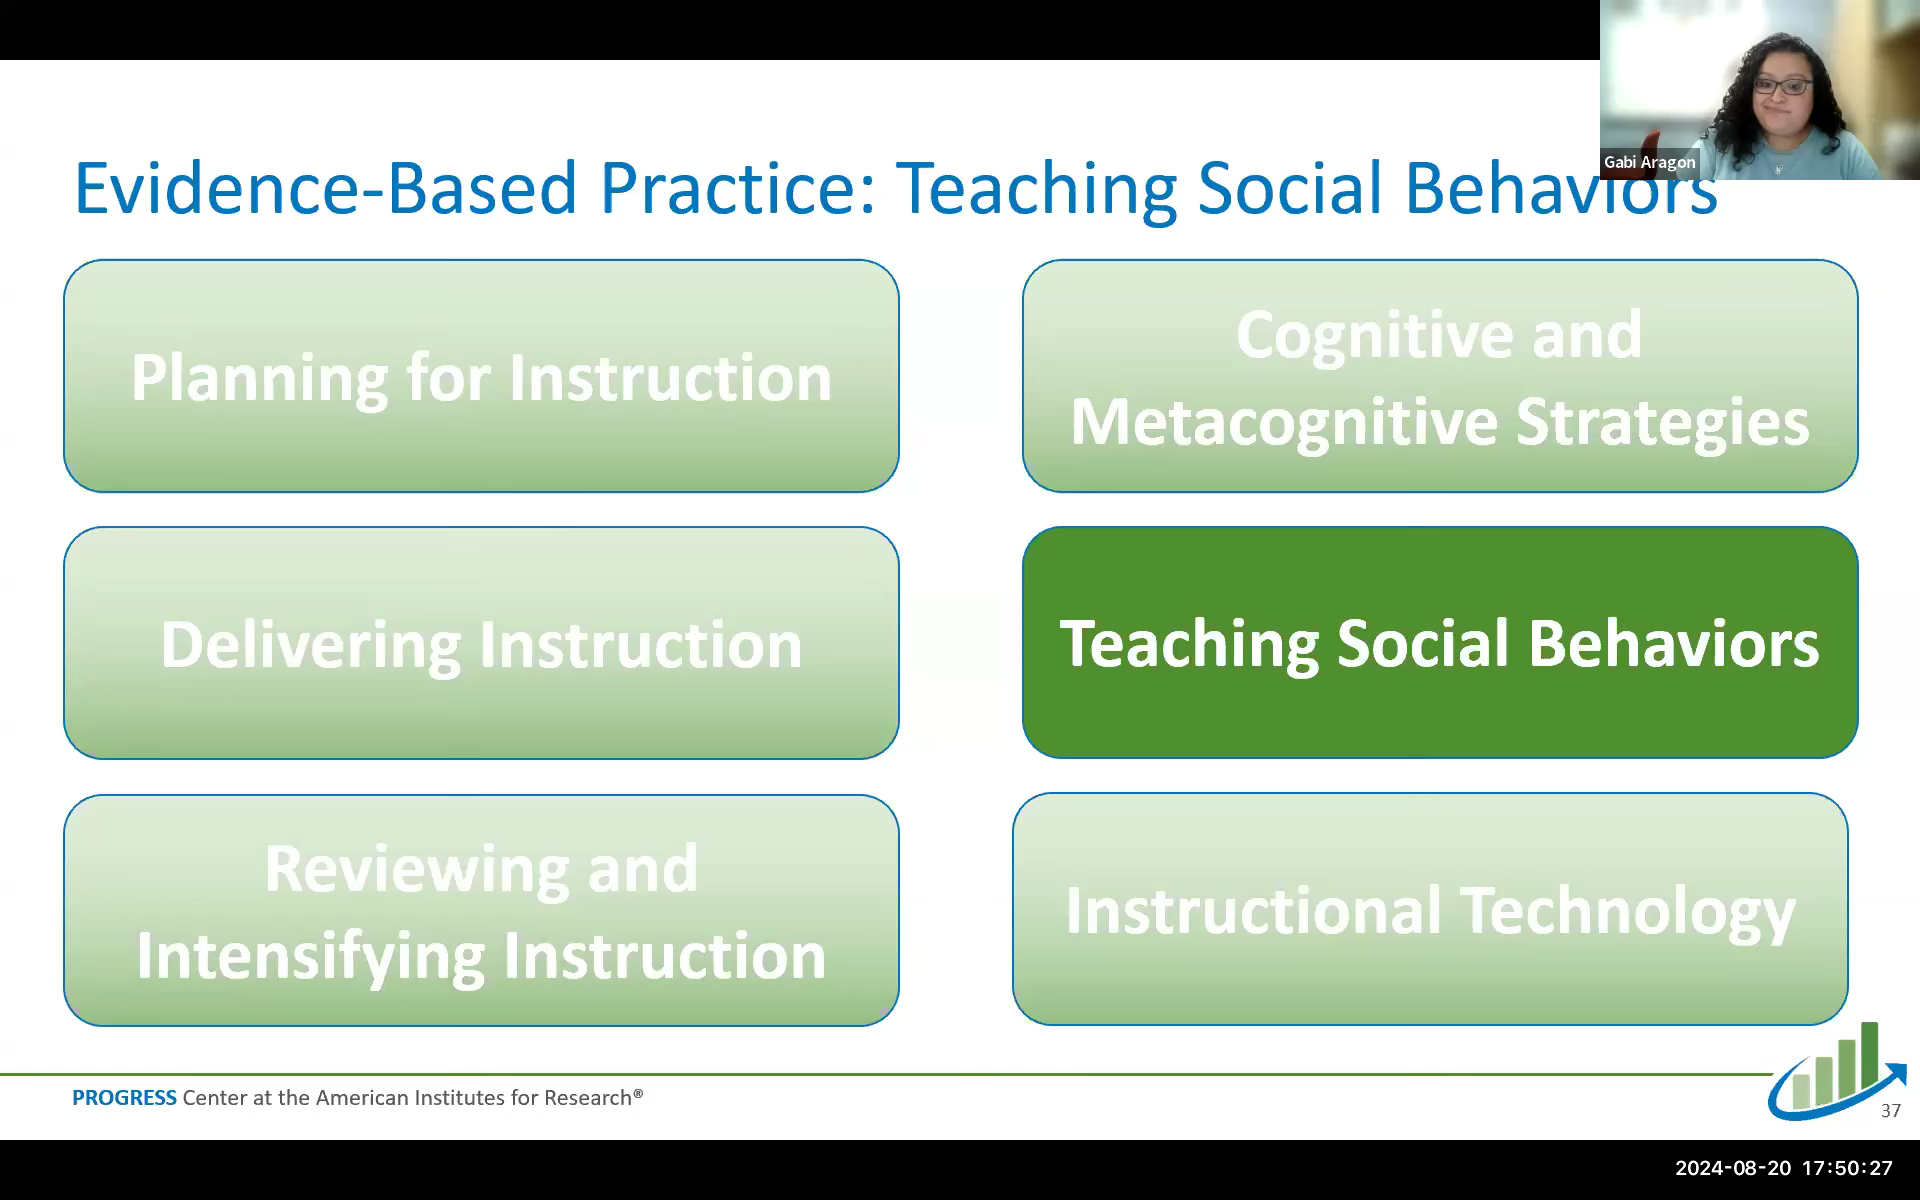 Gabi Aragon
Evidence-Based Practice: Teaching Social Behaviors
Planning for Instruction
Cognitive and
Metacognitive Strategies
Delivering Instruction
Teaching Social Behaviors
Reviewing and
Intensifying Instruction
Instructional Technology
PROGRESS Center at the American Institutes for Research®
37
2024-08-20 17:50:27